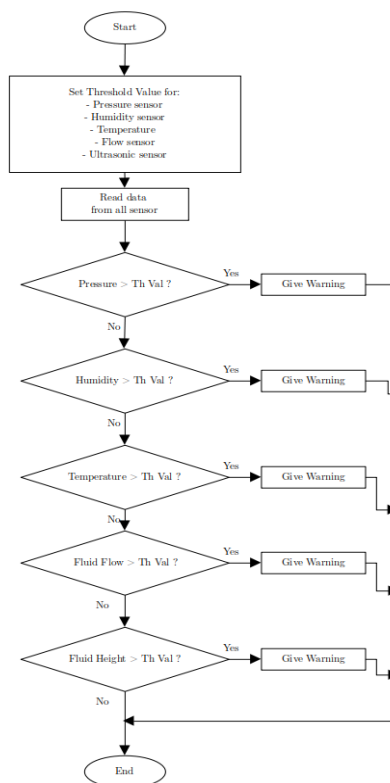 Start
Set Threshold Value for:
- Pressure sensor
- Humidity sensor
- Temperature
- Flow sensor
- Ultrasonic sensor
Read data
from all sensor
Pressure > Th Val ?
Yes
Give Warning
No
Humidity > Th Val ?
Yes
Give Warning
No
Temperature > Th Val ?
Yes
Give Warning
No
Fluid Flow > Th Val ?
Yes
Give Warning
No
Fluid Height > Th Val ?
Yes
Give Warning
No
End